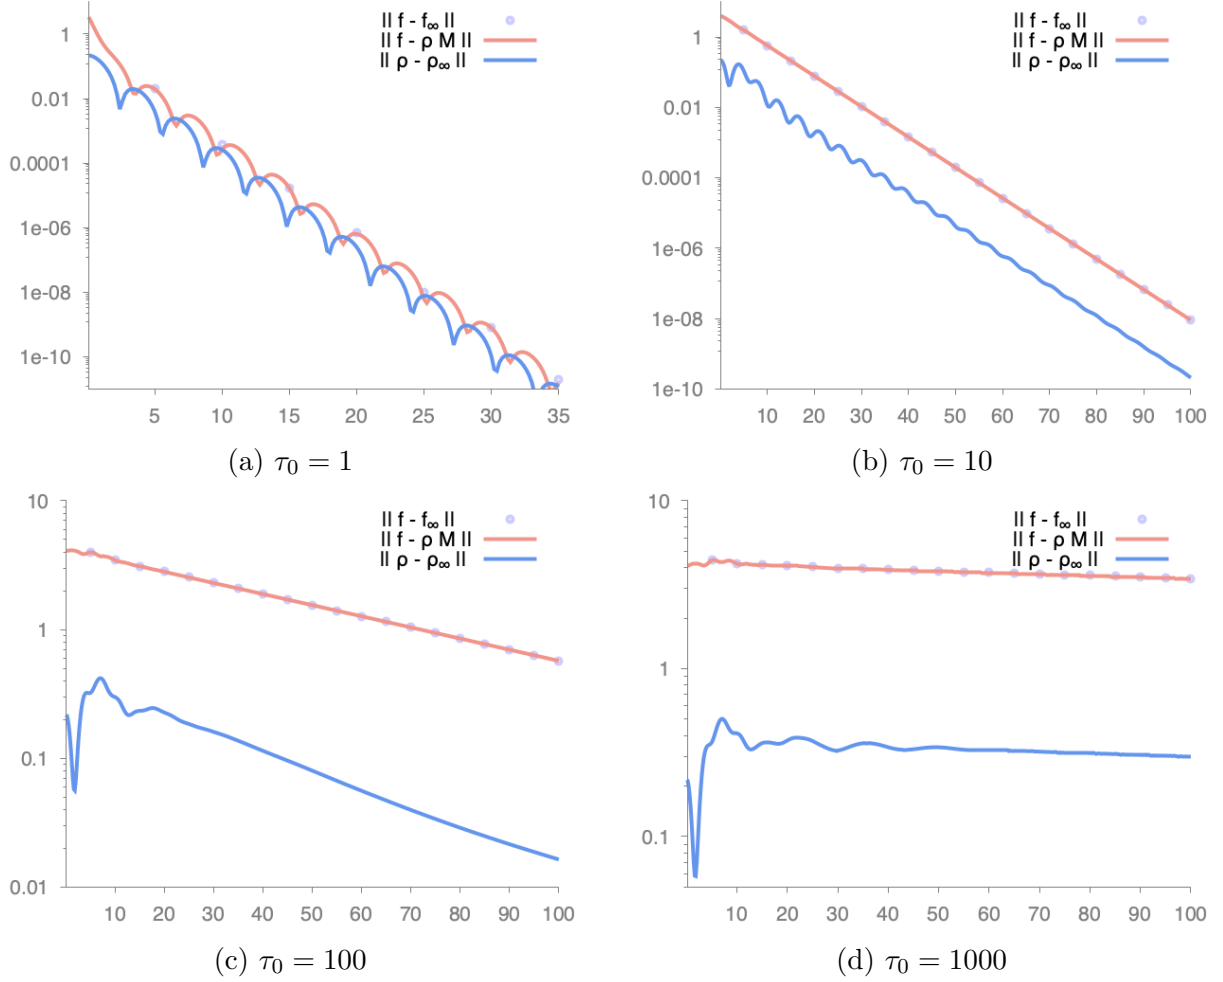 || f - f∞ ||
|| f - ρ M ||
|| ρ - ρ∞ ||
1
0.01
0.0001
1e-06
1e-08
1e-10
5 10 15 20 25 30 35
(a) τ₀ = 1
|| f - f∞ ||
|| f - ρ M ||
|| ρ - ρ∞ ||
1
0.01
0.0001
1e-06
1e-08
1e-10
10 20 30 40 50 60 70 80 90 100
(b) τ₀ = 10
|| f - f∞ ||
|| f - ρ M ||
|| ρ - ρ∞ ||
10
1
0.1
0.01
10 20 30 40 50 60 70 80 90 100
(c) τ₀ = 100
|| f - f∞ ||
|| f - ρ M ||
|| ρ - ρ∞ ||
10
1
0.1
10 20 30 40 50 60 70 80 90 100
(d) τ₀ = 1000